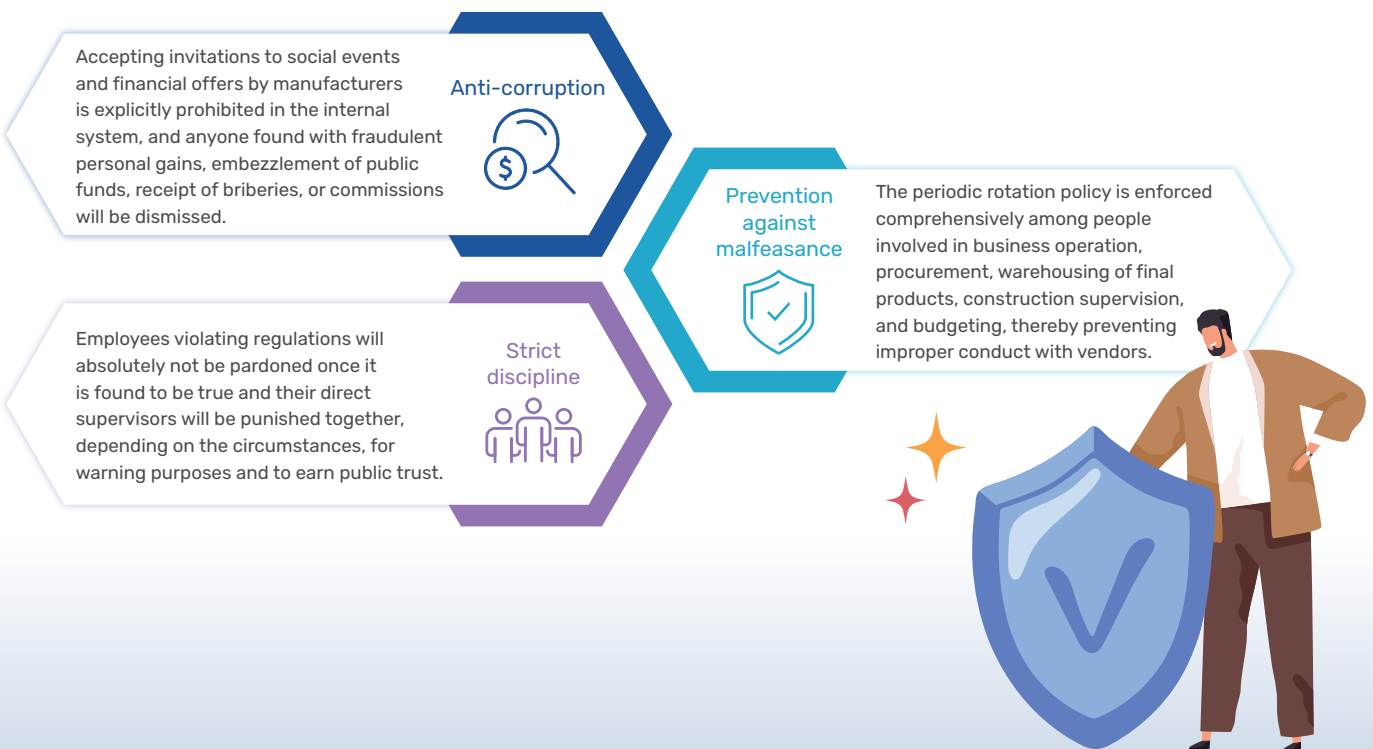 Accepting invitations to social events
and financial offers by manufacturers
is explicitly prohibited in the internal
system, and anyone found with fraudulent
personal gains, embezzlement of public
funds, receipt of briberies, or commissions
will be dismissed.
Anti-corruption
$
Prevention
against
malfeasance
The periodic rotation policy is enforced
comprehensively among people
involved in business operation,
procurement, warehousing of final
products, construction supervision,
and budgeting, thereby preventing
improper conduct with vendors.
Employees violating regulations will
absolutely not be pardoned once it
is found to be true and their direct
supervisors will be punished together,
depending on the circumstances, for
warning purposes and to earn public trust.
Strict
discipline